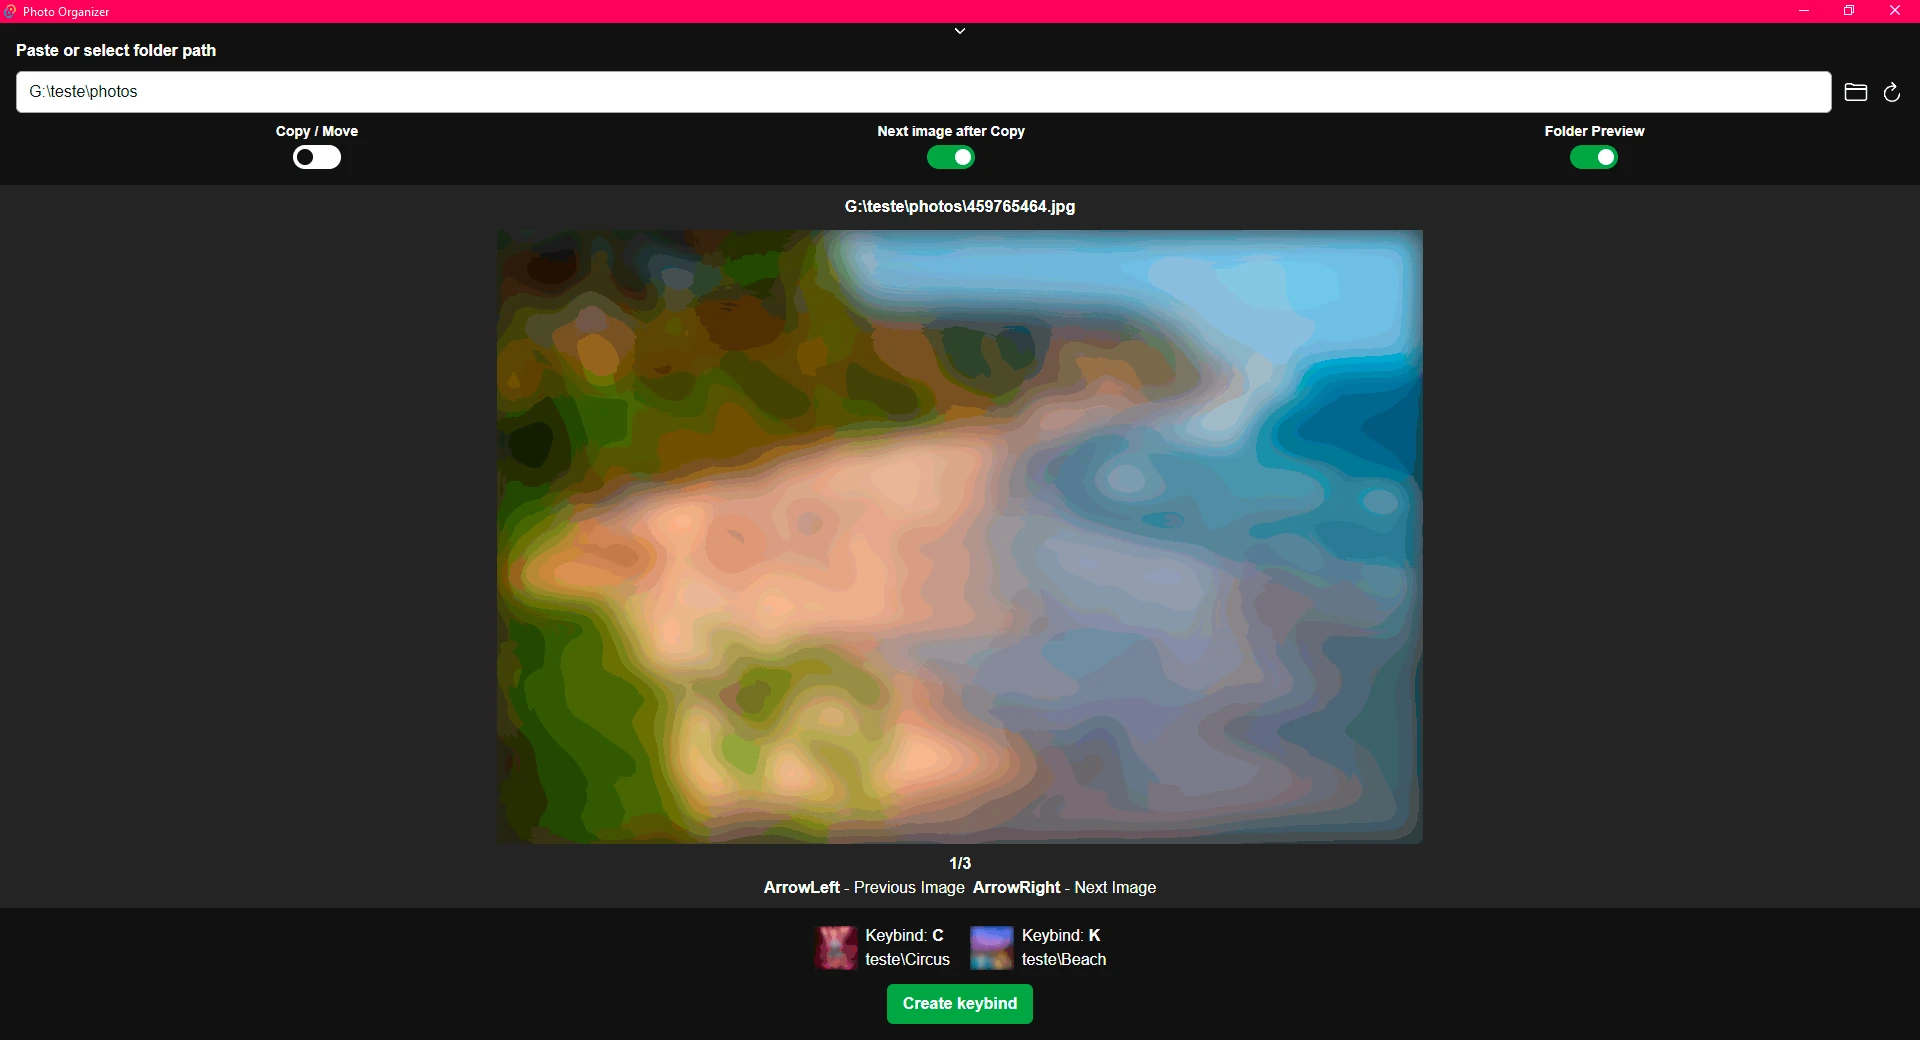 Photo Organizer
Paste or select folder path
G:\teste\photos
Copy / Move
Next image after Copy
Folder Preview
G:\teste\photos\459765464.jpg
1/3
ArrowLeft - Previous Image ArrowRight - Next Image
Keybind: C
teste\Circus
Keybind: K
teste\Beach
Create keybind